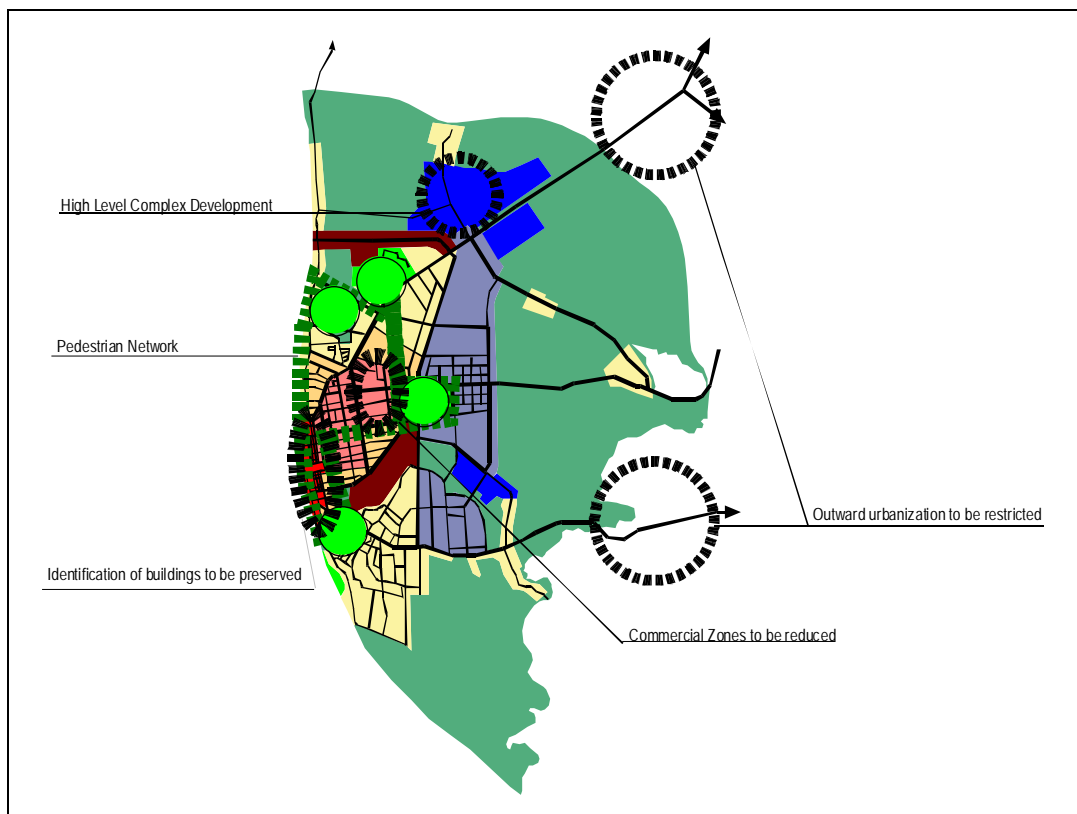 High Level Complex Development
Pedestrian Network
Outward urbanization to be restricted
Identification of buildings to be preserved
Commercial Zones to be reduced